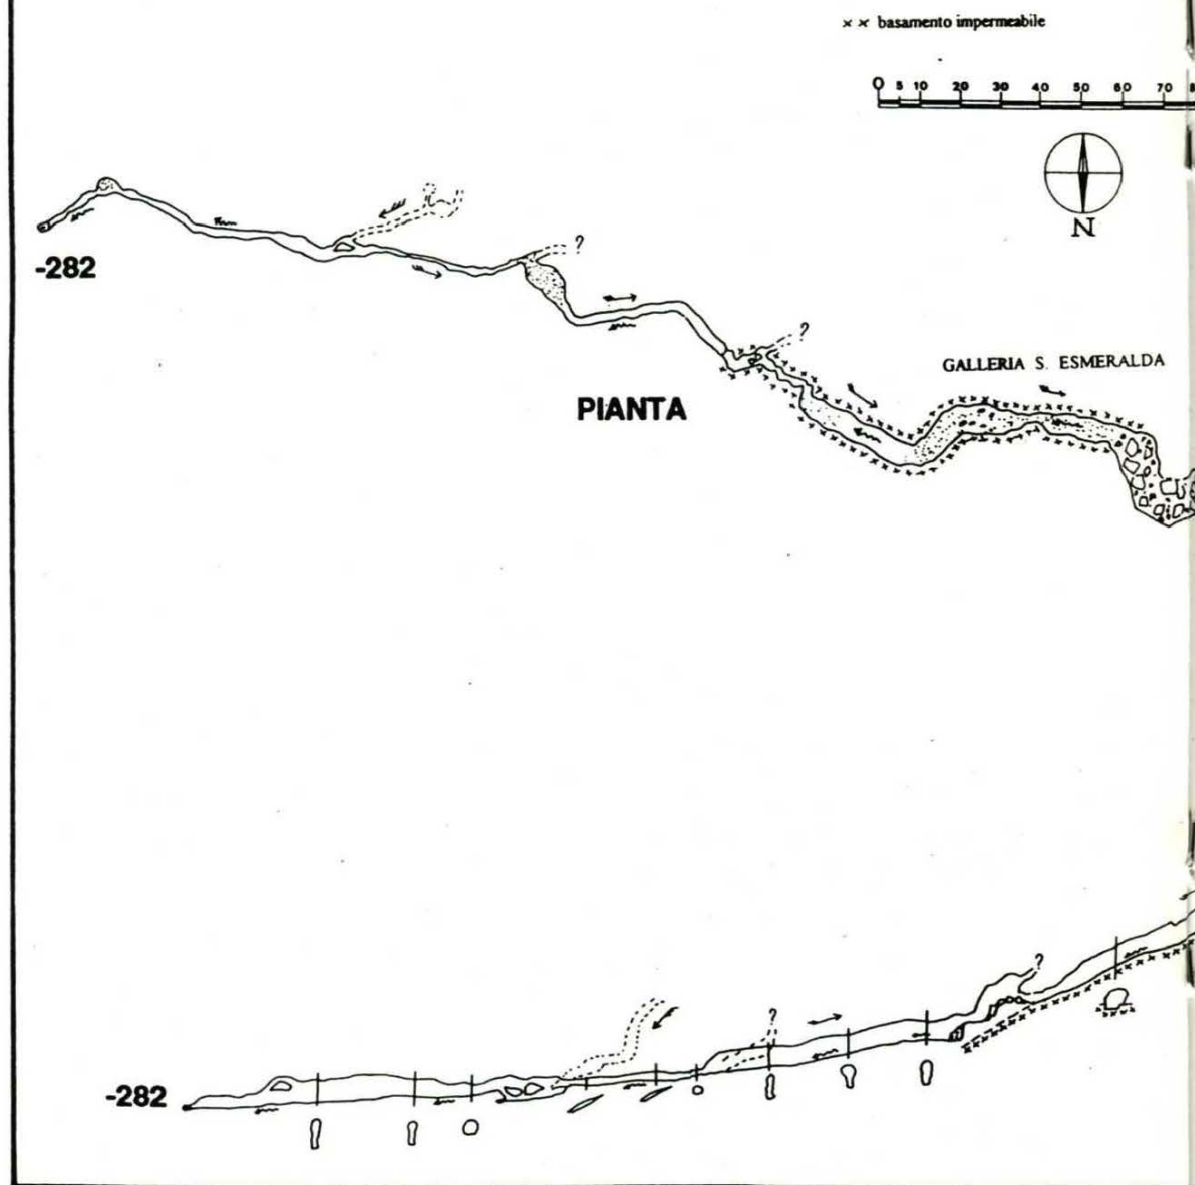 ×× basamento impermeabile
0 5 10 20 30 40 50 60 70
N
?
-282
?
?
GALLERIA S. ESMERALDA
PIANTA
?
?
-282